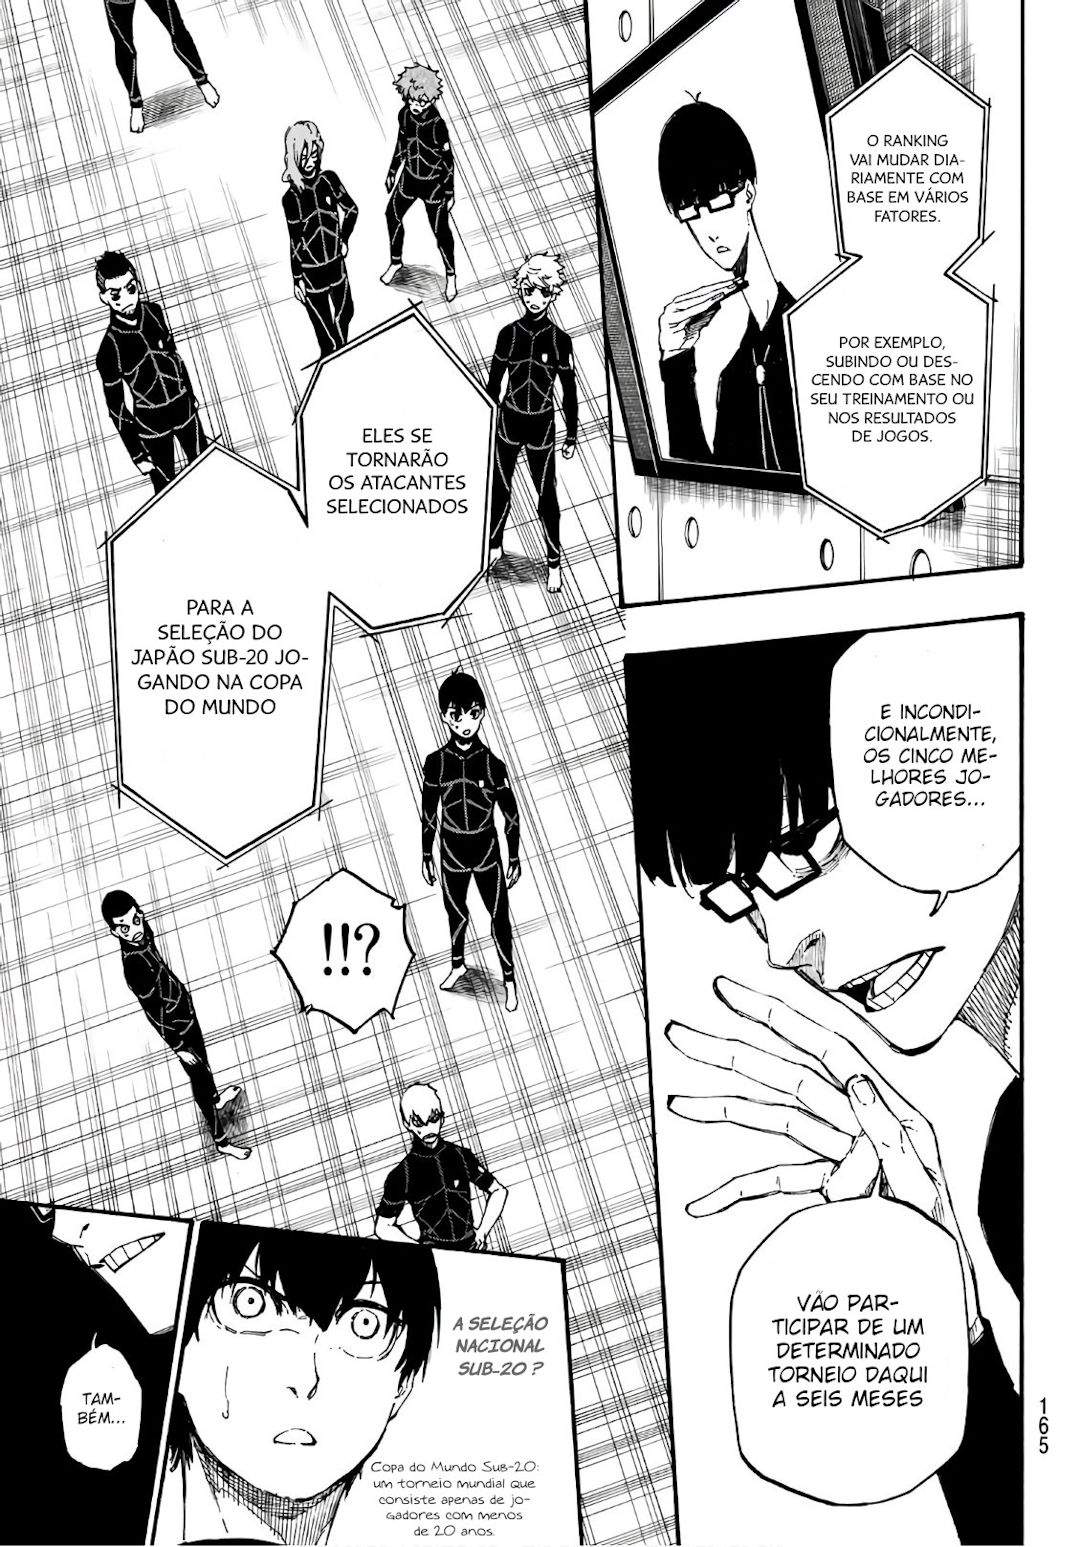 O RANKING
VAI MUDAR DIA-
RIAMENTE COM
BASE EM VÁRIOS
FATORES.
POR EXEMPLO,
SUBINDO OU DES-
CENDO COM BASE NO
SEU TREINAMENTO OU
NOS RESULTADOS
DE JOGOS.
E INCONDI-
CIONALMENTE,
OS CINCO ME-
LHORES JO-
GADORES...
VÃO PAR-
TICIPAR DE UM
DETERMINADO
TORNEIO DAQUI
A SEIS MESES
ELES SE
TORNARÃO
OS ATACANTES
SELECIONADOS
PARA A
SELEÇÃO DO
JAPÃO SUB-20 JO-
GANDO NA COPA
DO MUNDO
!!?
A SELEÇÃO
NACIONAL
SUB-20 ?
Copa do Mundo Sub-20:
um torneio mundial que
consiste apenas de jo-
gadores com menos
de 20 anos.
TAM-
BÉM...
165